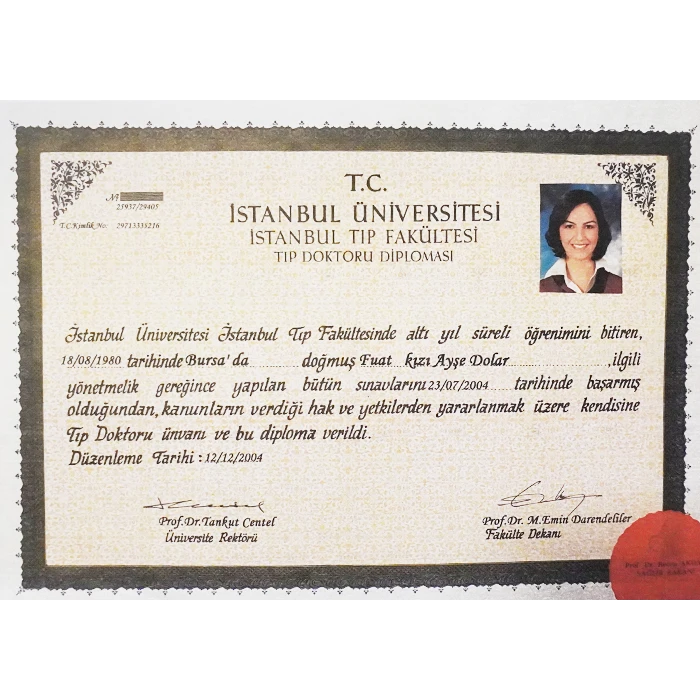 T.C.
İSTANBUL ÜNİVERSİTESİ
İSTANBUL TIP FAKÜLTESİ
TIP DOKTORU DİPLOMASI
Nº
23937/29405
T.C.Kimlik No: 29713335216
İstanbul Üniversitesi İstanbul Tıp Fakültesinde altı yıl süreli öğrenimini bitiren,
18/08/1980 tarihinde Bursa'da doğmuş Fuat kızı Ayşe Dolar ,ilgili
yönetmelik gereğince yapılan bütün sınavlarını 23/07/2004 tarihinde başarmış
olduğundan, kanunların verdiği hak ve yetkilerden yararlanmak üzere kendisine
Tıp Doktoru ünvanı ve bu diploma verildi.
Düzenleme Tarihi : 12/12/2004
Prof.Dr.Tankut Centel
Üniversite Rektörü
Prof.Dr. M.Emin Darendeliler
Fakülte Dekanı